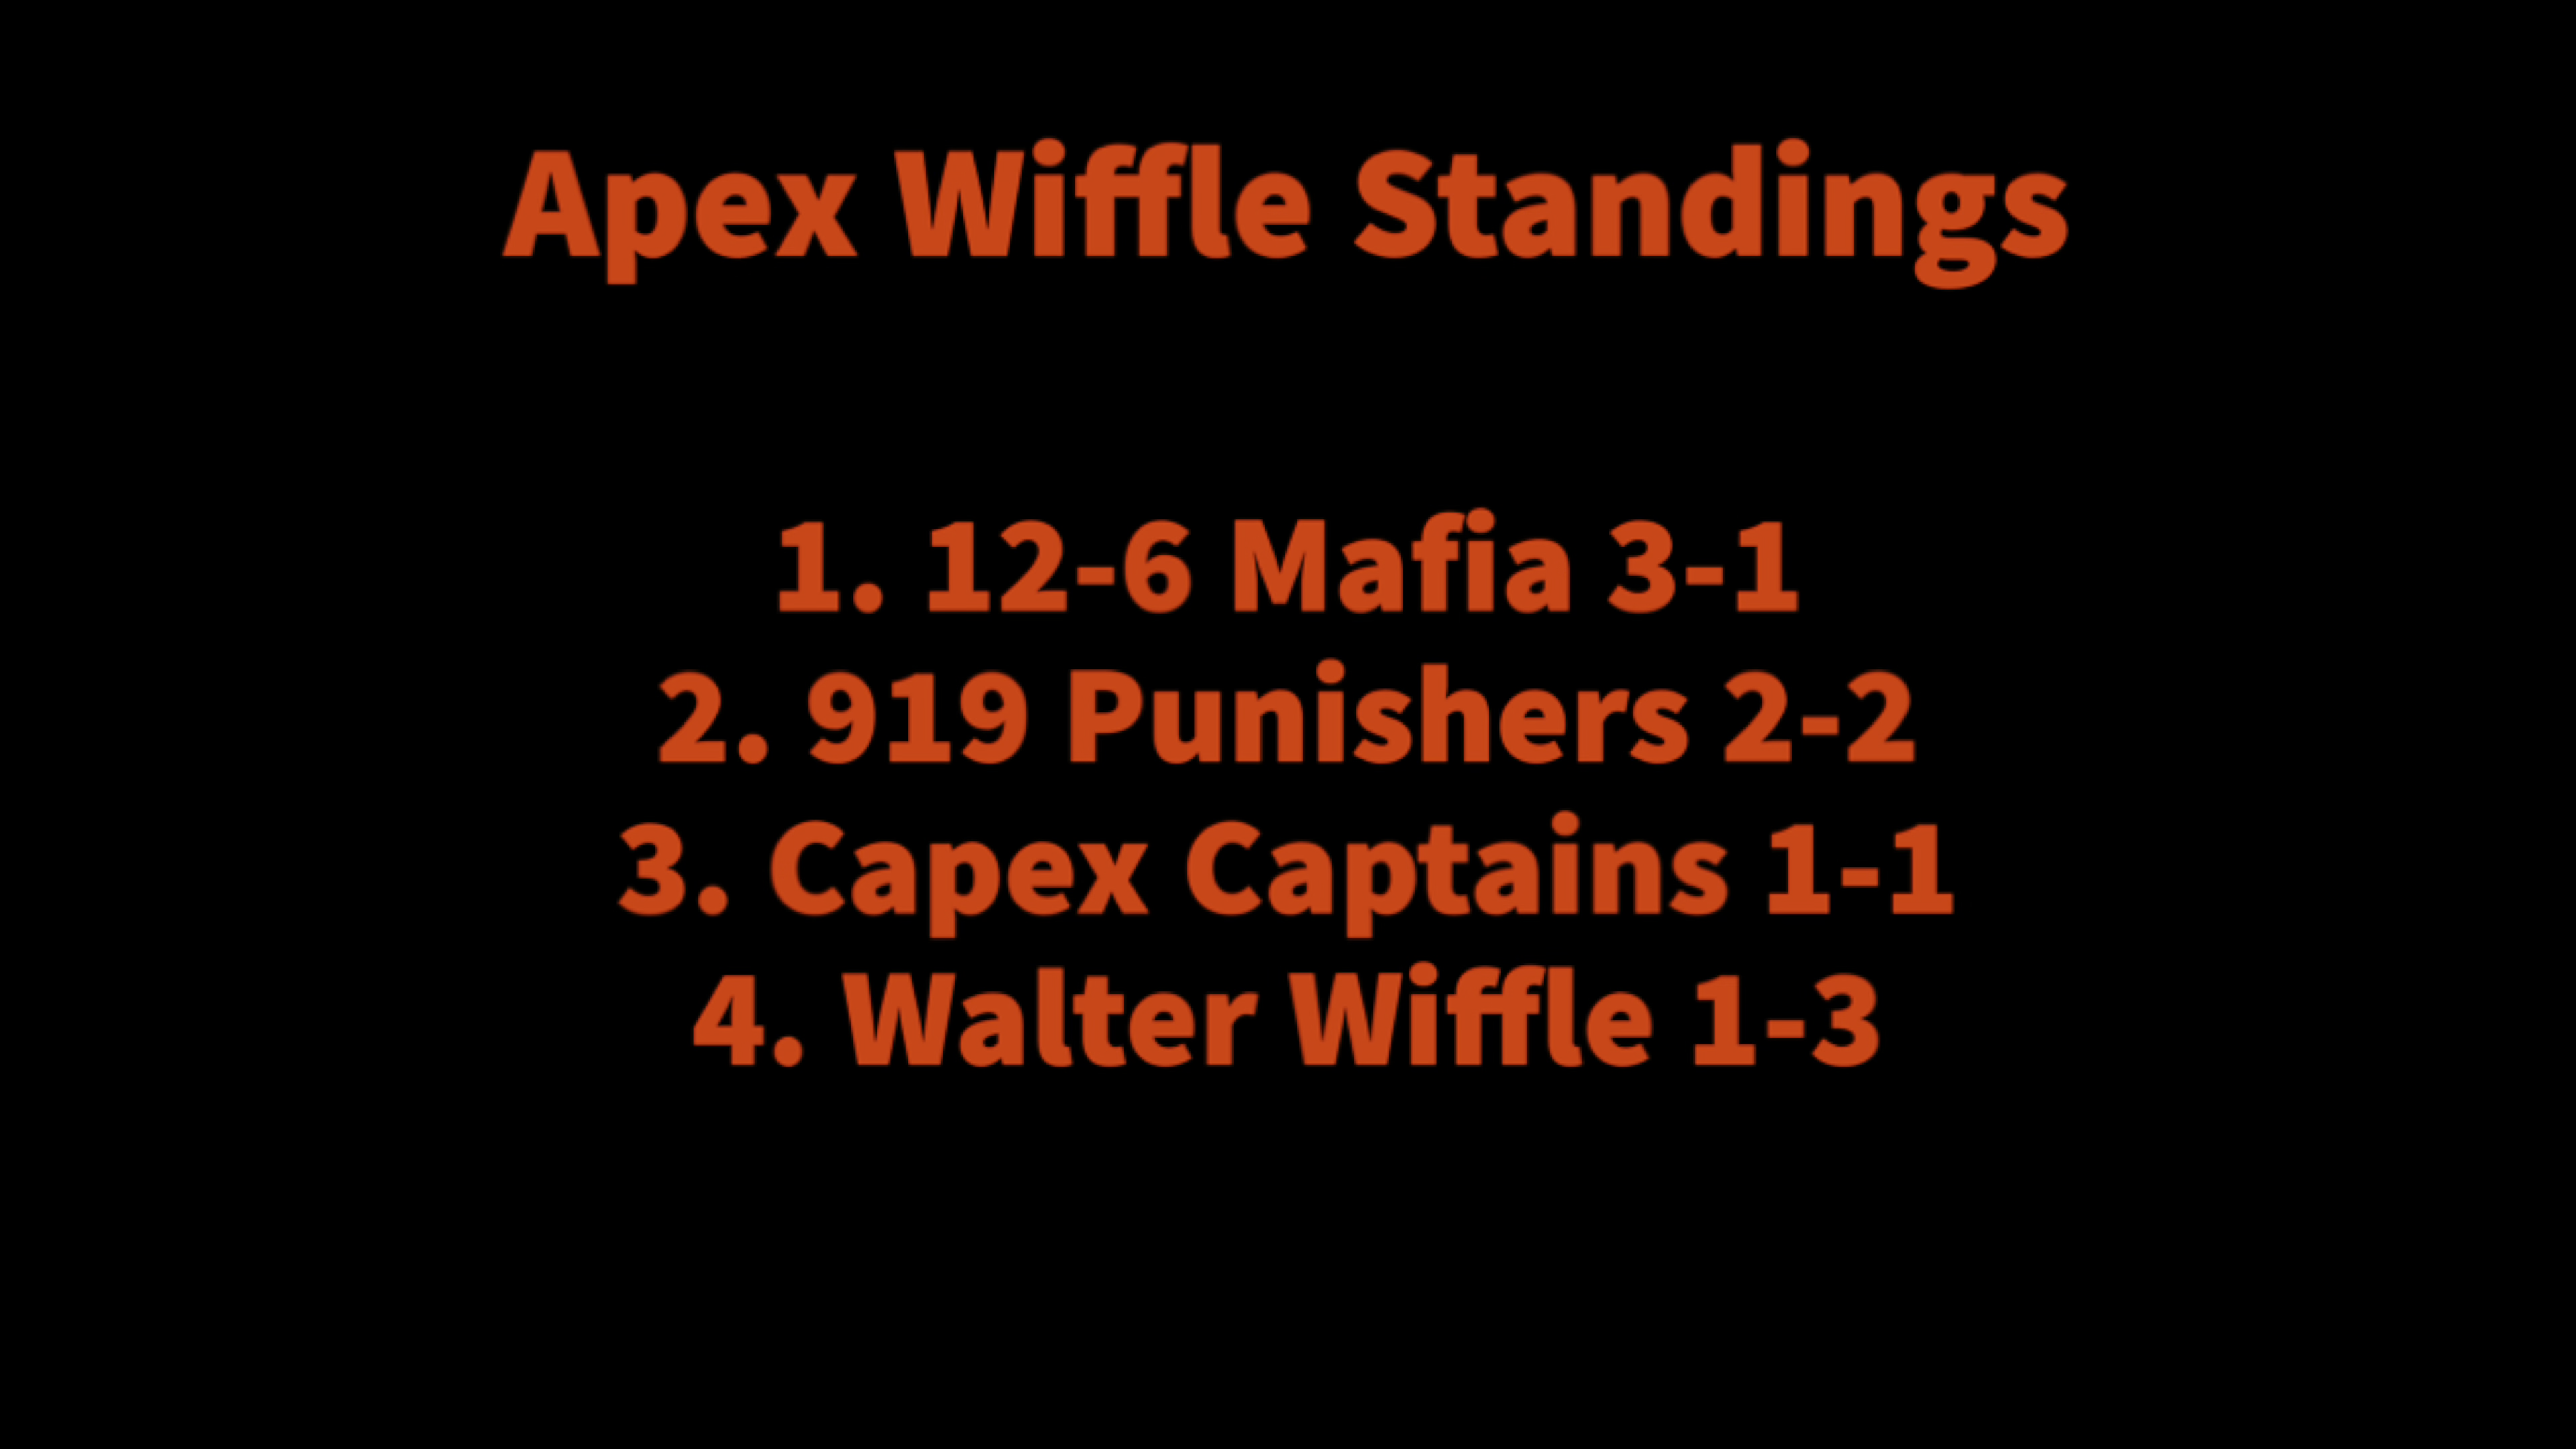 Apex Wiffle Standings
1. 12-6 Mafia 3-1
2. 919 Punishers 2-2
3. Capex Captains 1-1
4. Walter Wiffle 1-3